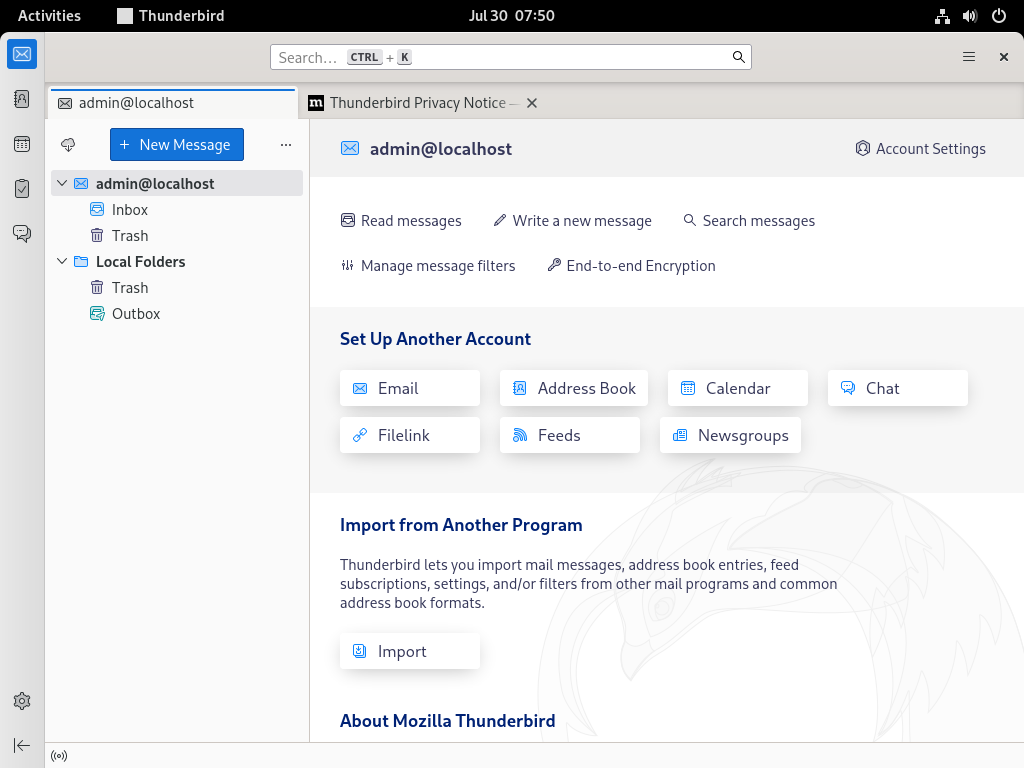 Activities
Thunderbird
Jul 30 07:50
Search… CTRL + K
admin@localhost
m Thunderbird Privacy Notice —
+ New Message
admin@localhost
Inbox
Trash
Local Folders
Trash
Outbox
admin@localhost
Account Settings
Read messages
Write a new message
Search messages
Manage message filters
End-to-end Encryption
Set Up Another Account
Email
Address Book
Calendar
Chat
Filelink
Feeds
Newsgroups
Import from Another Program
Thunderbird lets you import mail messages, address book entries, feed
subscriptions, settings, and/or filters from other mail programs and common
address book formats.
Import
About Mozilla Thunderbird